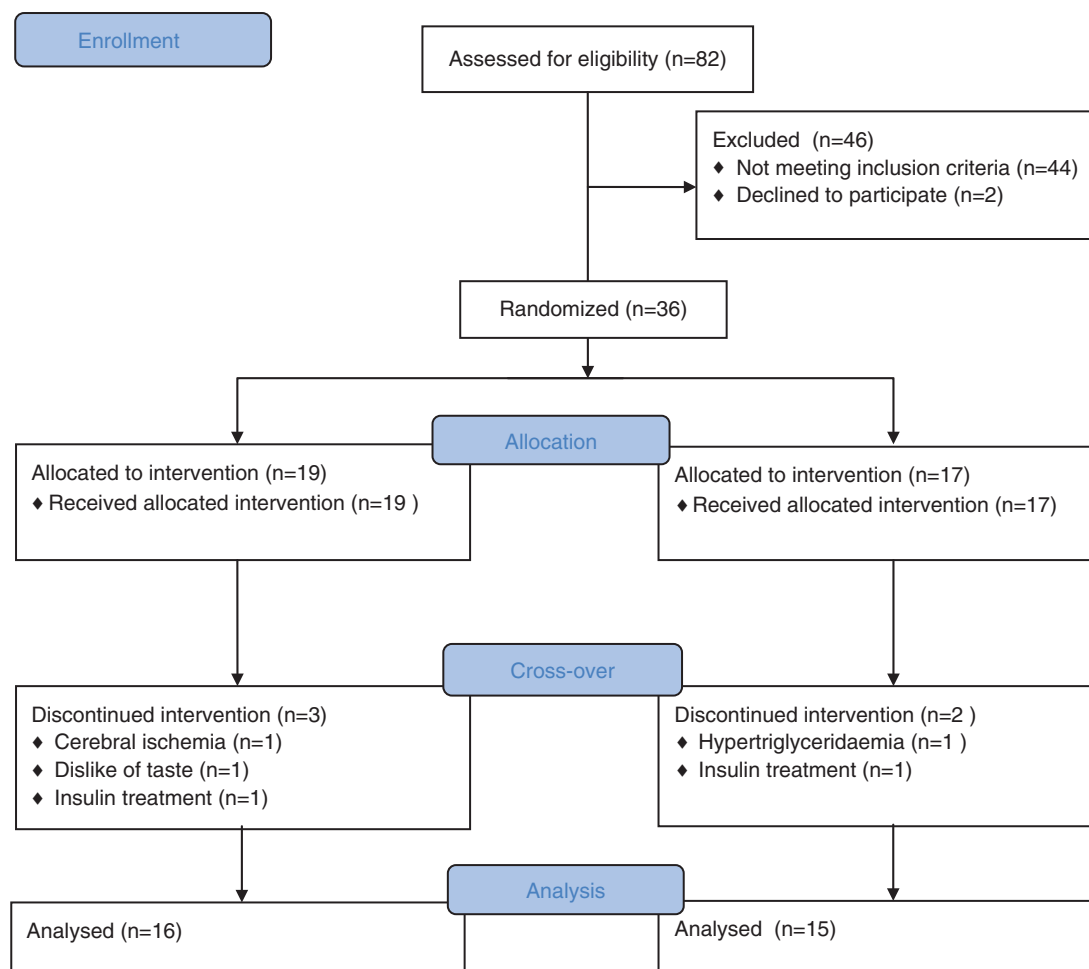 Enrollment
Assessed for eligibility (n=82)
Excluded (n=46)
♦ Not meeting inclusion criteria (n=44)
♦ Declined to participate (n=2)
Randomized (n=36)
Allocation
Allocated to intervention (n=19)
♦ Received allocated intervention (n=19 )
Allocated to intervention (n=17)
♦ Received allocated intervention (n=17)
Cross-over
Discontinued intervention (n=3)
♦ Cerebral ischemia (n=1)
♦ Dislike of taste (n=1)
♦ Insulin treatment (n=1)
Discontinued intervention (n=2 )
♦ Hypertriglyceridaemia (n=1 )
♦ Insulin treatment (n=1)
Analysis
Analysed (n=16)
Analysed (n=15)